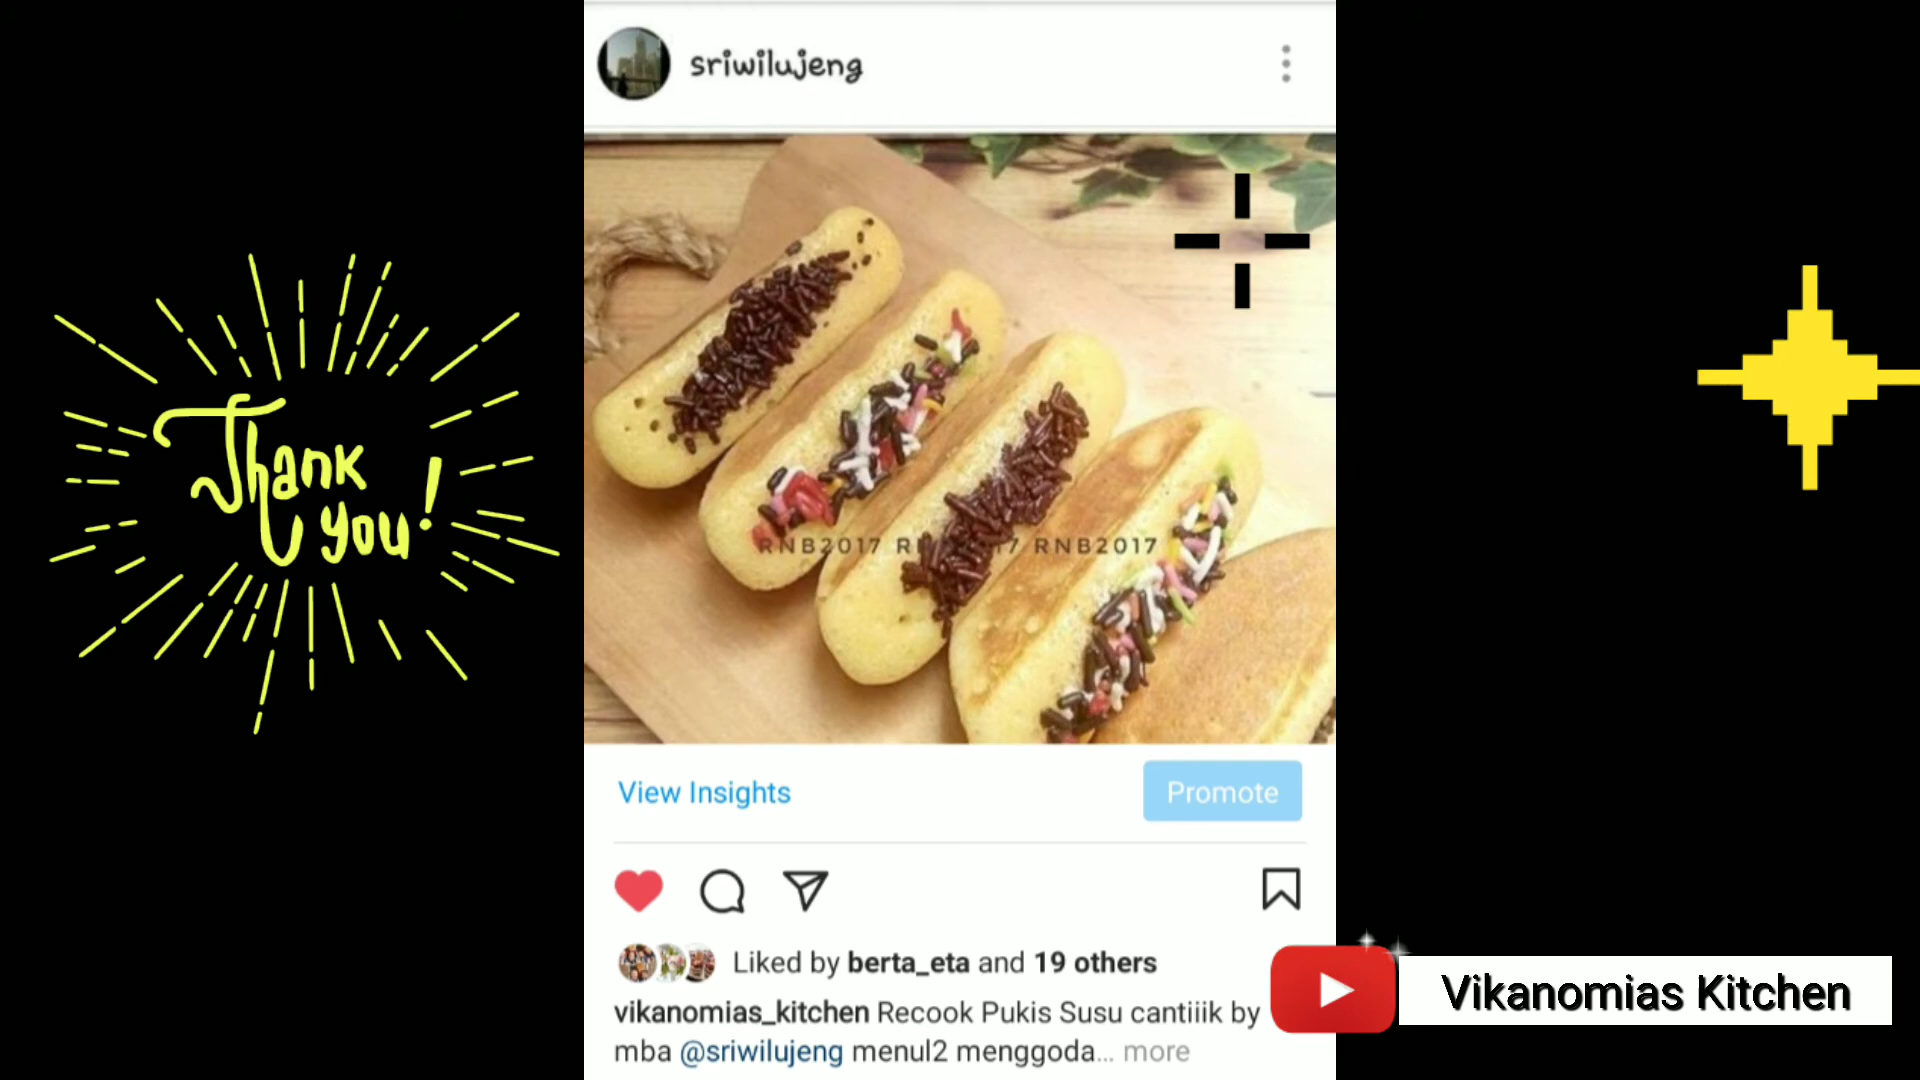 sriwilujeng
Thank
you!
RNB2017 RNB2017 RNB2017
View Insights
Promote
Liked by berta_eta and 19 others
vikanomias_kitchen Recook Pukis Susu cantiiik by
mba @sriwilujeng menul2 menggoda... more
Vikanomias Kitchen